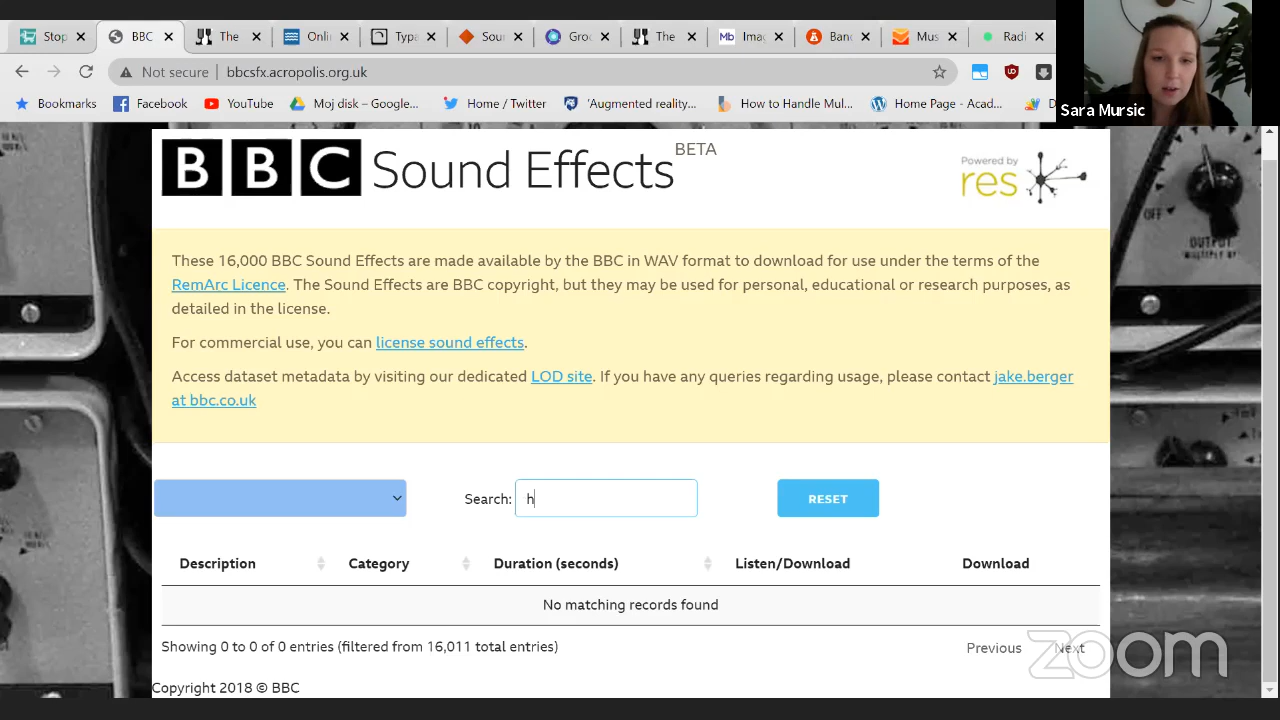 Stop
BBC
The
Onli
Typa
Sour
Groc
The
Imag
Banc
Mus
Radi
Not secure
bbcsfx.acropolis.org.uk
Bookmarks
Facebook
YouTube
Moj disk – Google...
Home / Twitter
'Augmented reality...
How to Handle Mul...
Home Page - Acad...
Sara Mursic
BBC Sound Effects BETA
Powered by
res
OFF
OUTPUT
These 16,000 BBC Sound Effects are made available by the BBC in WAV format to download for use under the terms of the
RemArc Licence. The Sound Effects are BBC copyright, but they may be used for personal, educational or research purposes, as
detailed in the license.
For commercial use, you can license sound effects.
Access dataset metadata by visiting our dedicated LOD site. If you have any queries regarding usage, please contact jake.berger
at bbc.co.uk
Search: h
RESET
Description Category Duration (seconds) Listen/Download Download
No matching records found
Showing 0 to 0 of 0 entries (filtered from 16,011 total entries)
Previous Next
zoom
Copyright 2018 © BBC